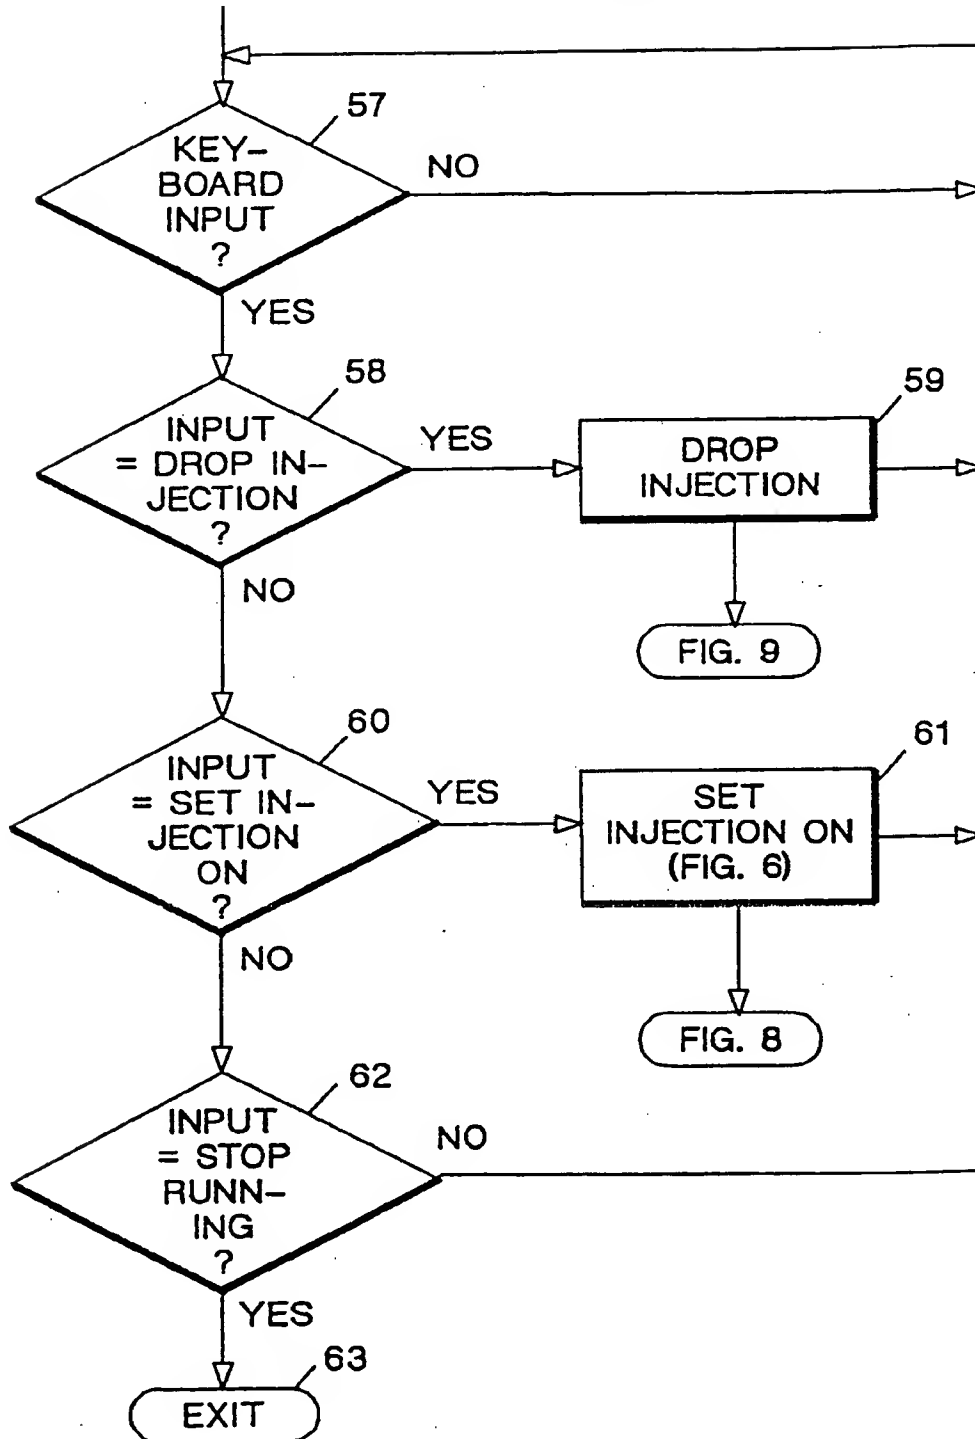 57
KEY-
BOARD
INPUT
?
NO
YES
58
INPUT
= DROP IN-
JECTION
?
YES
59
DROP
INJECTION
NO
FIG. 9
60
INPUT
= SET IN-
JECTION
ON
?
YES
61
SET
INJECTION ON
(FIG. 6)
NO
FIG. 8
62
INPUT
= STOP
RUNN-
ING
?
NO
YES
63
EXIT